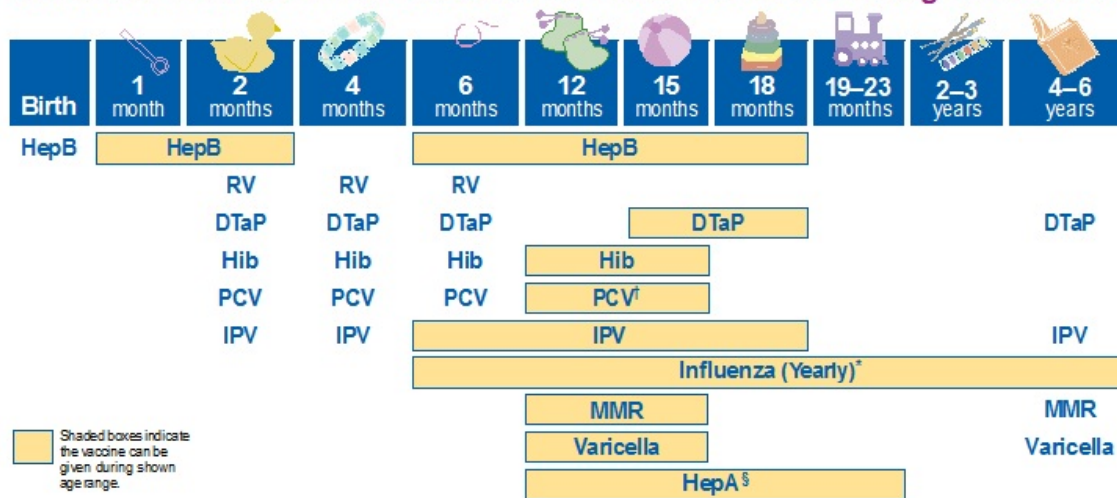 Birth
1 month
2 months
4 months
6 months
12 months
15 months
18 months
19–23 months
2–3 years
4–6 years
HepB HepB HepB
RV RV RV
DTaP DTaP DTaP DTaP DTaP
Hib Hib Hib Hib
PCV PCV PCV PCV†
IPV IPV IPV IPV
Influenza (Yearly)*
MMR MMR
Varicella Varicella
HepA§
Shaded boxes indicate
the vaccine can be
given during shown
age range.